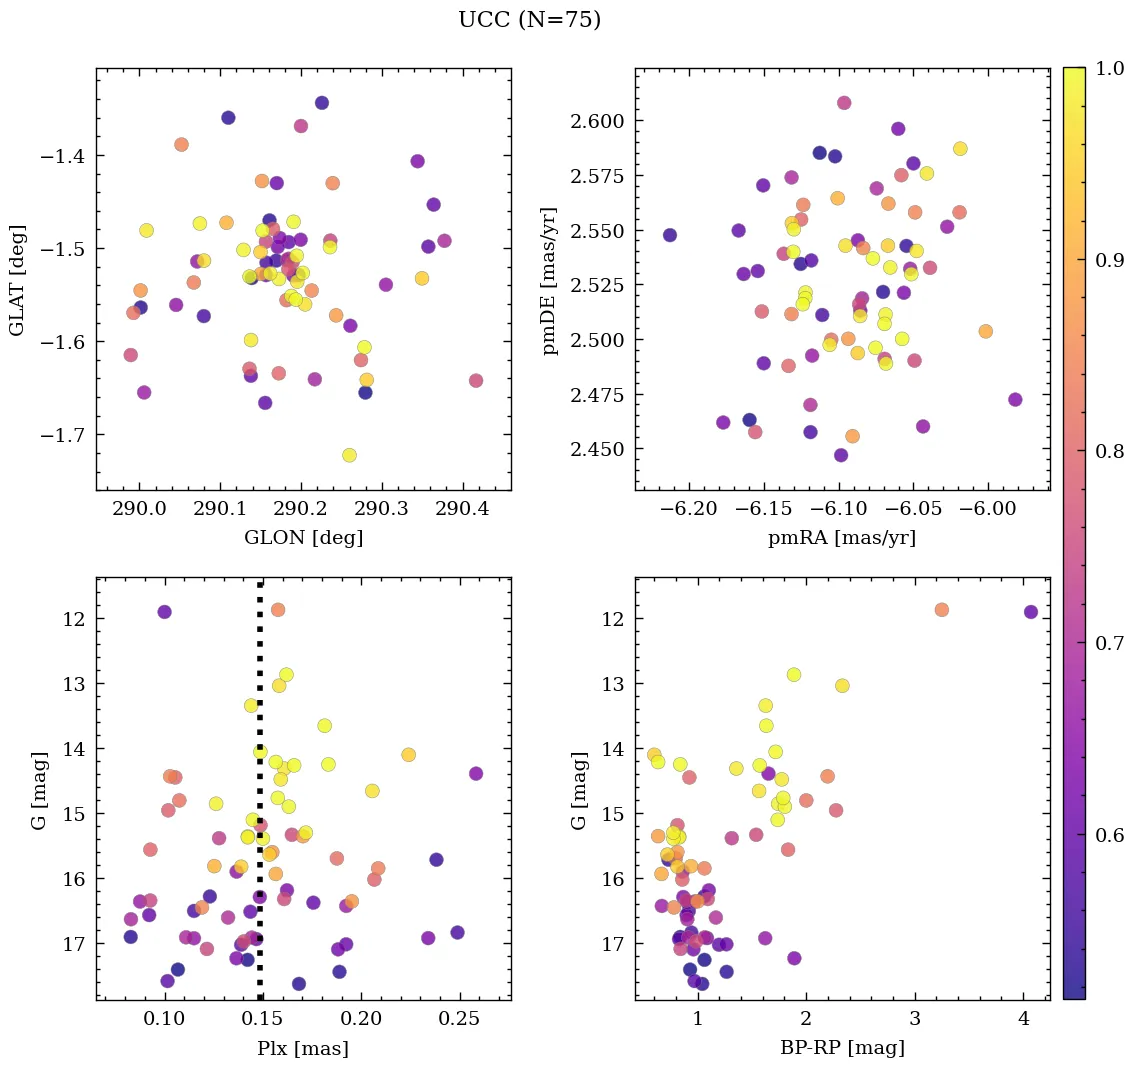 UCC (N=75)
−1.4
−1.5
−1.6
−1.7
GLAT [deg]
290.0 290.1 290.2 290.3 290.4
GLON [deg]
2.600
2.575
2.550
2.525
2.500
2.475
2.450
pmDE [mas/yr]
−6.20 −6.15 −6.10 −6.05 −6.00
pmRA [mas/yr]
1.0
0.9
0.8
0.7
0.6
12
13
14
15
16
17
G [mag]
0.10 0.15 0.20 0.25
Plx [mas]
12
13
14
15
16
17
G [mag]
1 2 3 4
BP-RP [mag]